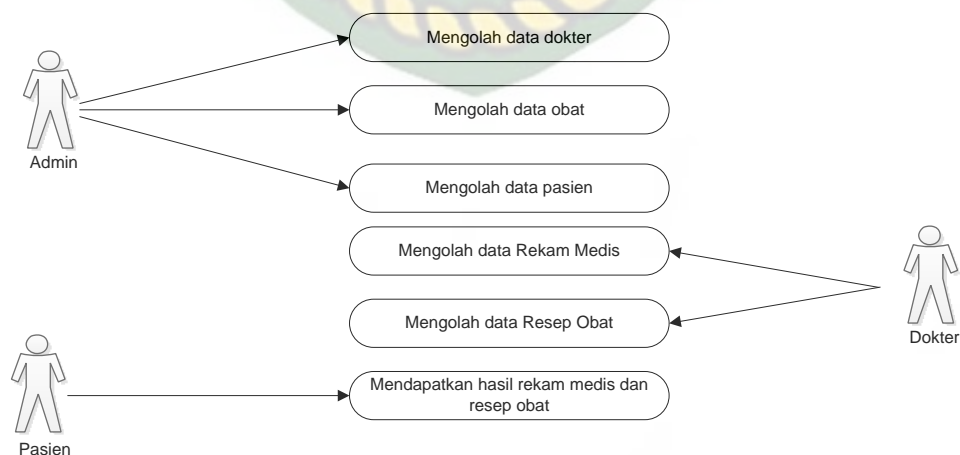 Mengolah data dokter
Mengolah data obat
Admin
Mengolah data pasien
Mengolah data Rekam Medis
Mengolah data Resep Obat
Dokter
Mendapatkan hasil rekam medis dan
resep obat
Pasien